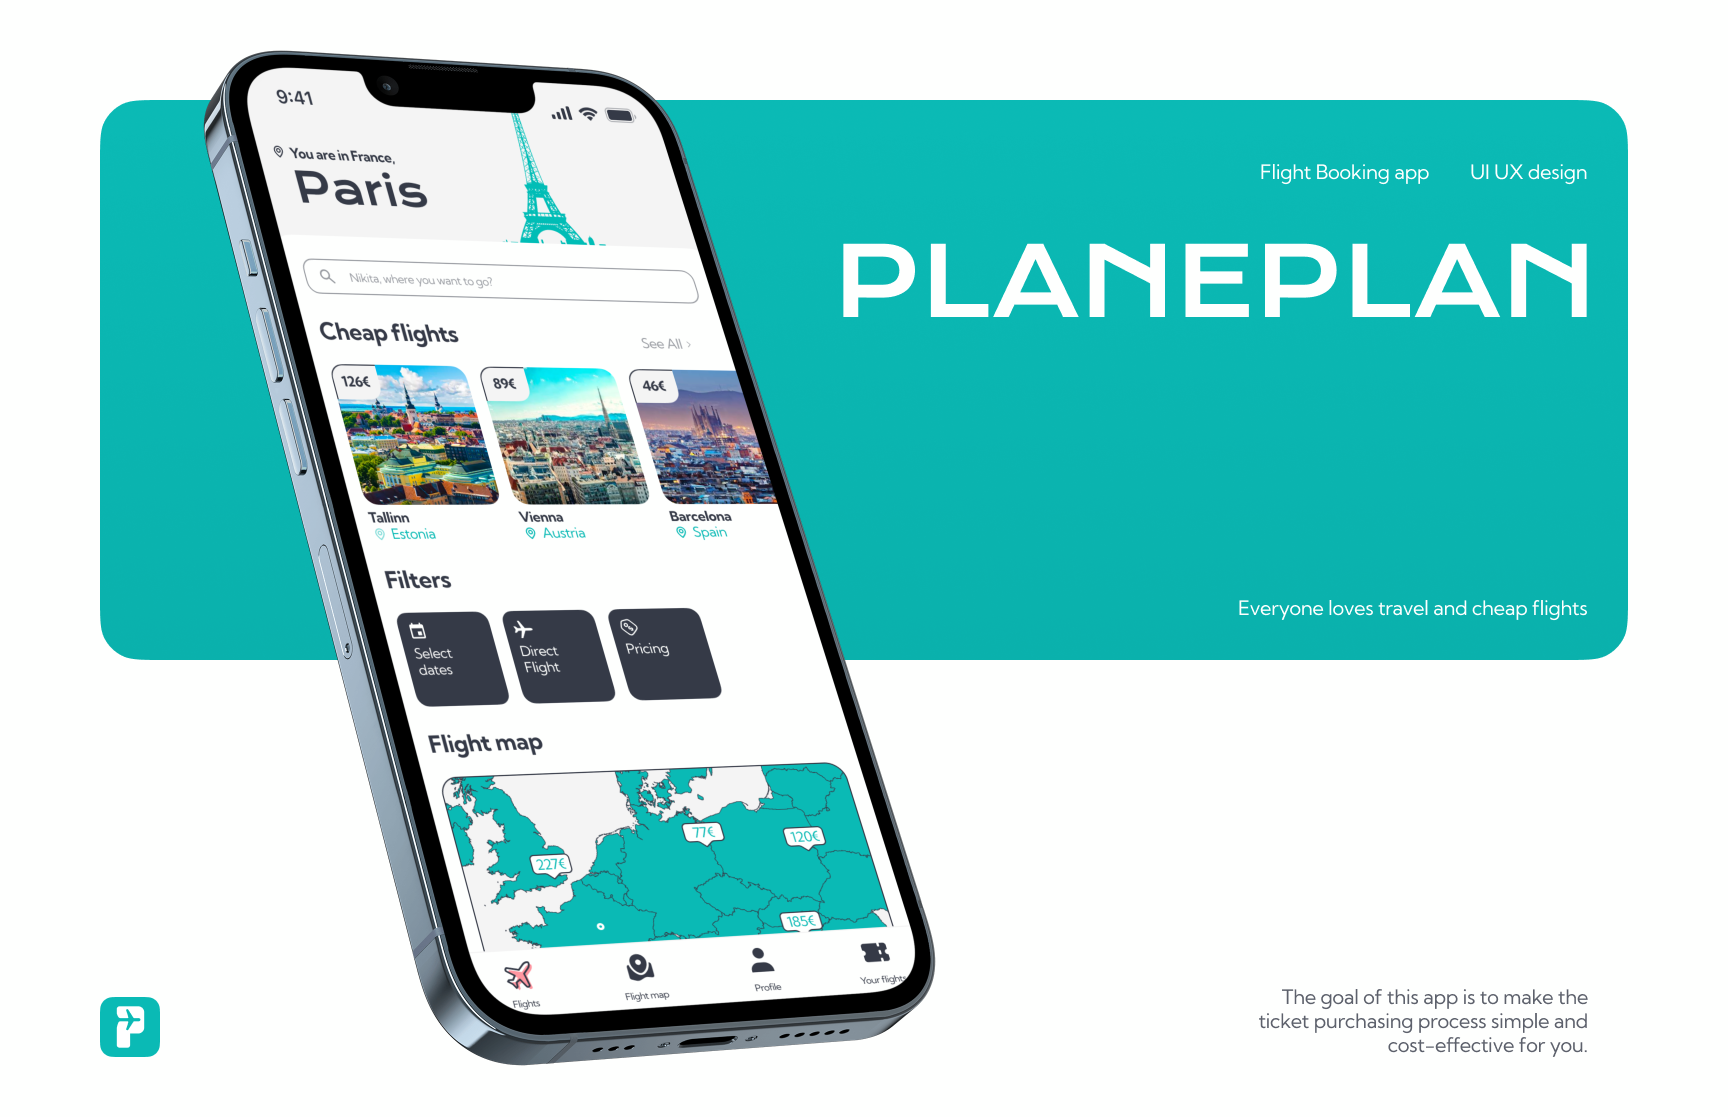 9:41
You are in France,
Paris
Nikita, where you want to go?
Cheap flights
See All >
126€
89€
46€
Tallinn
Estonia
Vienna
Austria
Barcelona
Spain
Filters
Select
dates
Direct
Flight
Pricing
Flight map
77€
120€
227€
185€
Flights
Flight map
Profile
Your flights
Flight Booking app
UI UX design
PLANEPLAN
Everyone loves travel and cheap flights
P
The goal of this app is to make the
ticket purchasing process simple and
cost-effective for you.